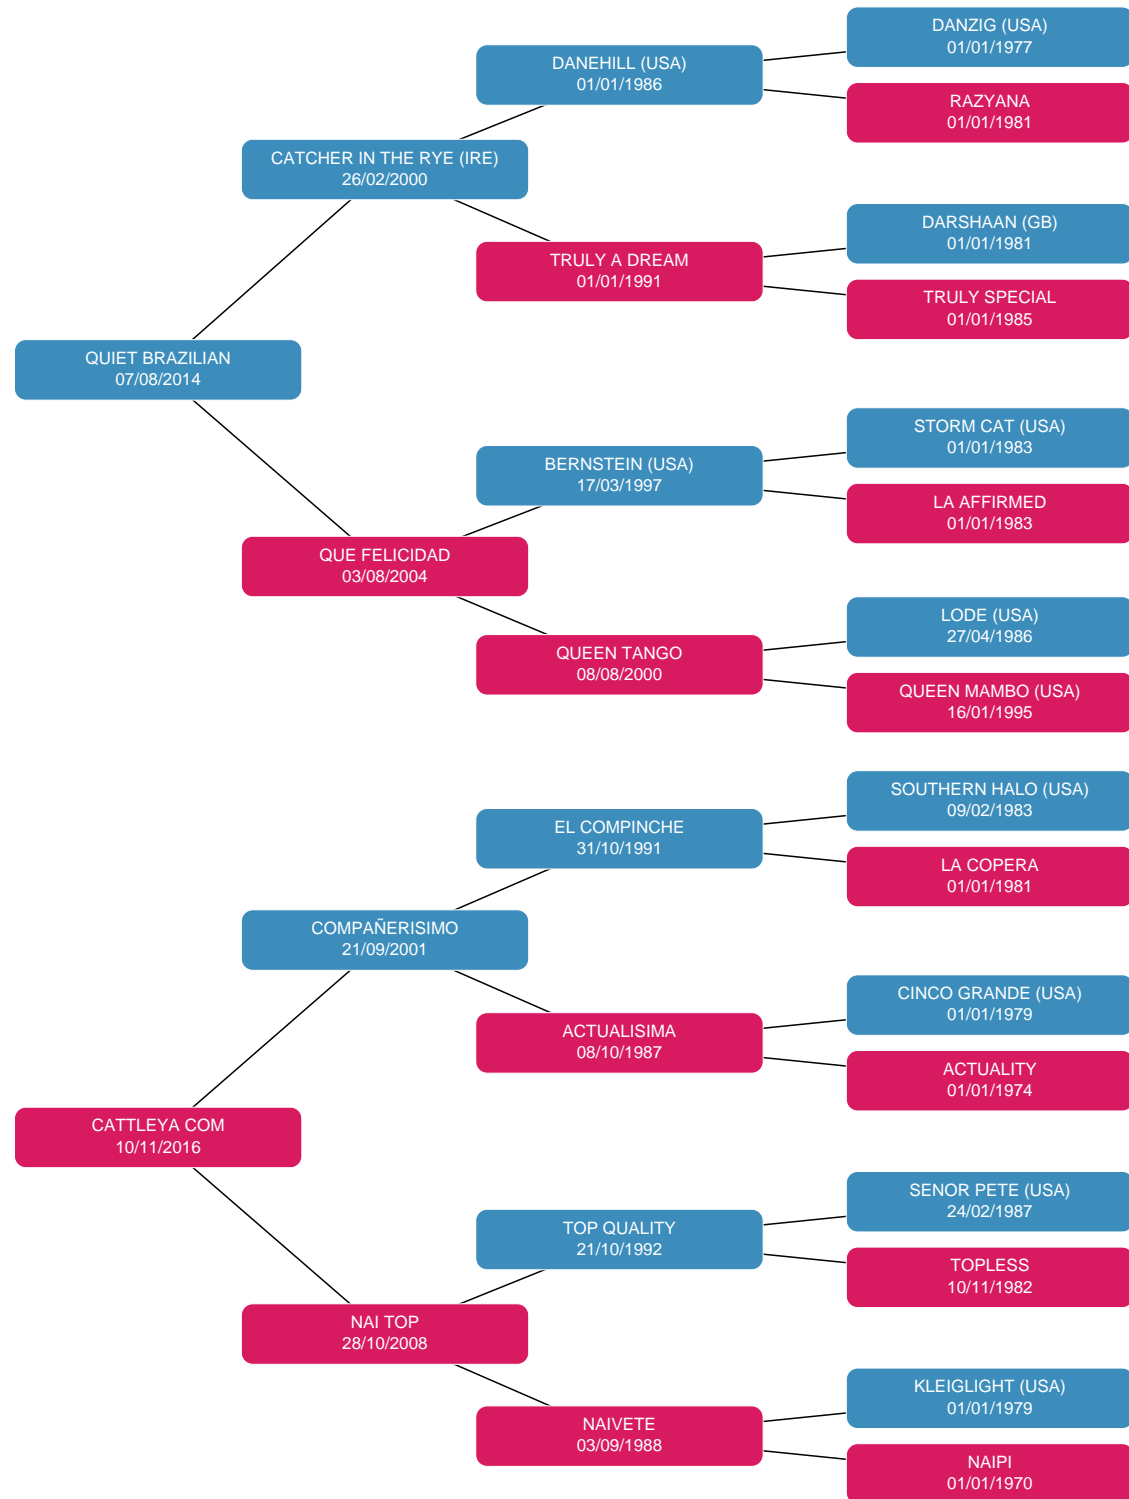 DANZIG (USA)
01/01/1977
DANEHILL (USA)
01/01/1986
RAZYANA
01/01/1981
CATCHER IN THE RYE (IRE)
26/02/2000
DARSHAAN (GB)
01/01/1981
TRULY A DREAM
01/01/1991
TRULY SPECIAL
01/01/1985
QUIET BRAZILIAN
07/08/2014
STORM CAT (USA)
01/01/1983
BERNSTEIN (USA)
17/03/1997
LA AFFIRMED
01/01/1983
QUE FELICIDAD
03/08/2004
LODE (USA)
27/04/1986
QUEEN TANGO
08/08/2000
QUEEN MAMBO (USA)
16/01/1995
SOUTHERN HALO (USA)
09/02/1983
EL COMPINCHE
31/10/1991
LA COPERA
01/01/1981
COMPAÑERISIMO
21/09/2001
CINCO GRANDE (USA)
01/01/1979
ACTUALISIMA
08/10/1987
ACTUALITY
01/01/1974
CATTLEYA COM
10/11/2016
SENOR PETE (USA)
24/02/1987
TOP QUALITY
21/10/1992
TOPLESS
10/11/1982
NAI TOP
28/10/2008
KLEIGLIGHT (USA)
01/01/1979
NAIVETE
03/09/1988
NAIPI
01/01/1970